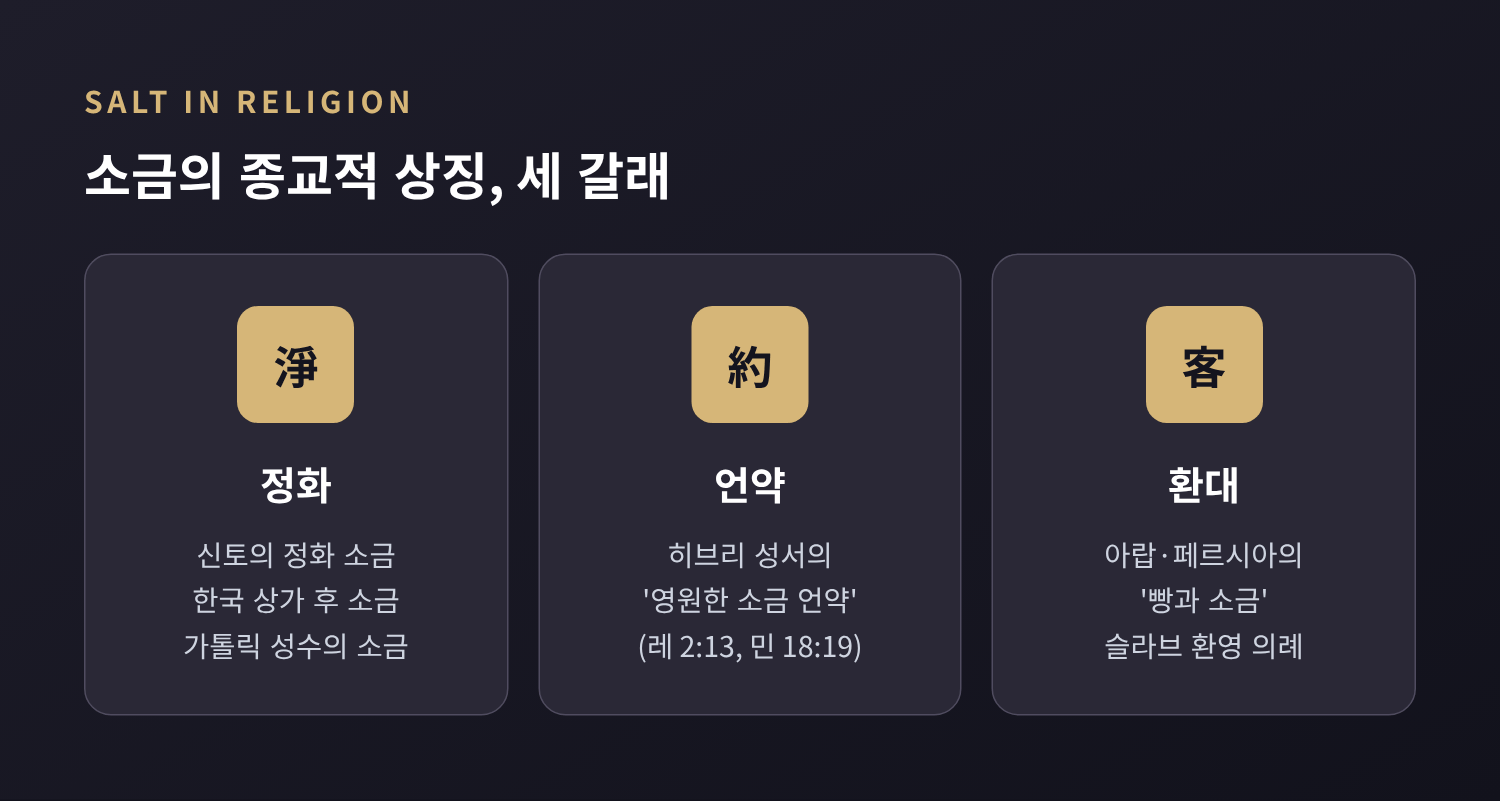 SALT IN RELIGION
소금의 종교적 상징, 세 갈래
淨
정화
신토의 정화 소금
한국 상가 후 소금
가톨릭 성수의 소금
約
언약
히브리 성서의
'영원한 소금 언약'
(레 2:13, 민 18:19)
客
환대
아랍·페르시아의
'빵과 소금'
슬라브 환영 의례